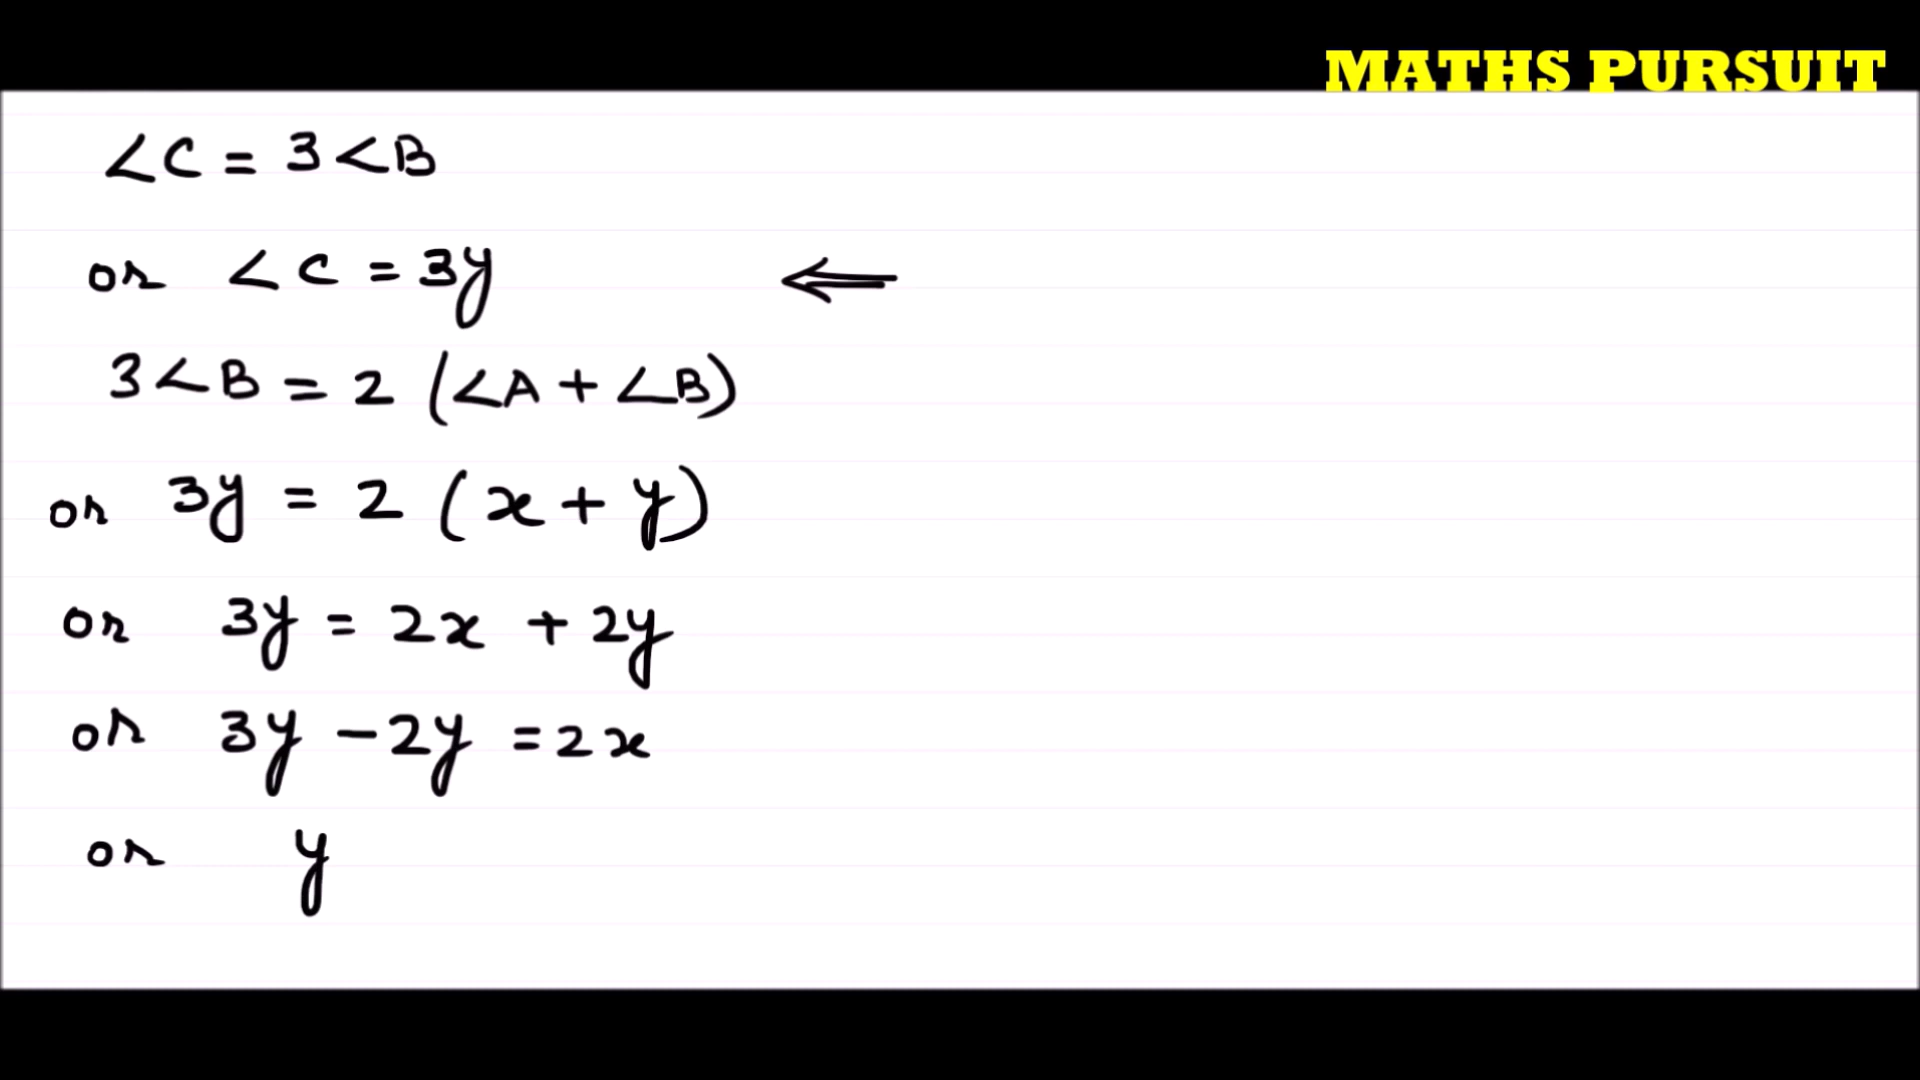 MATHS PURSUIT
∠C = 3∠B
or ∠C = 3y ⇐
3∠B = 2 (∠A + ∠B)
or 3y = 2 (x + y)
or 3y = 2x + 2y
or 3y - 2y = 2x
or y